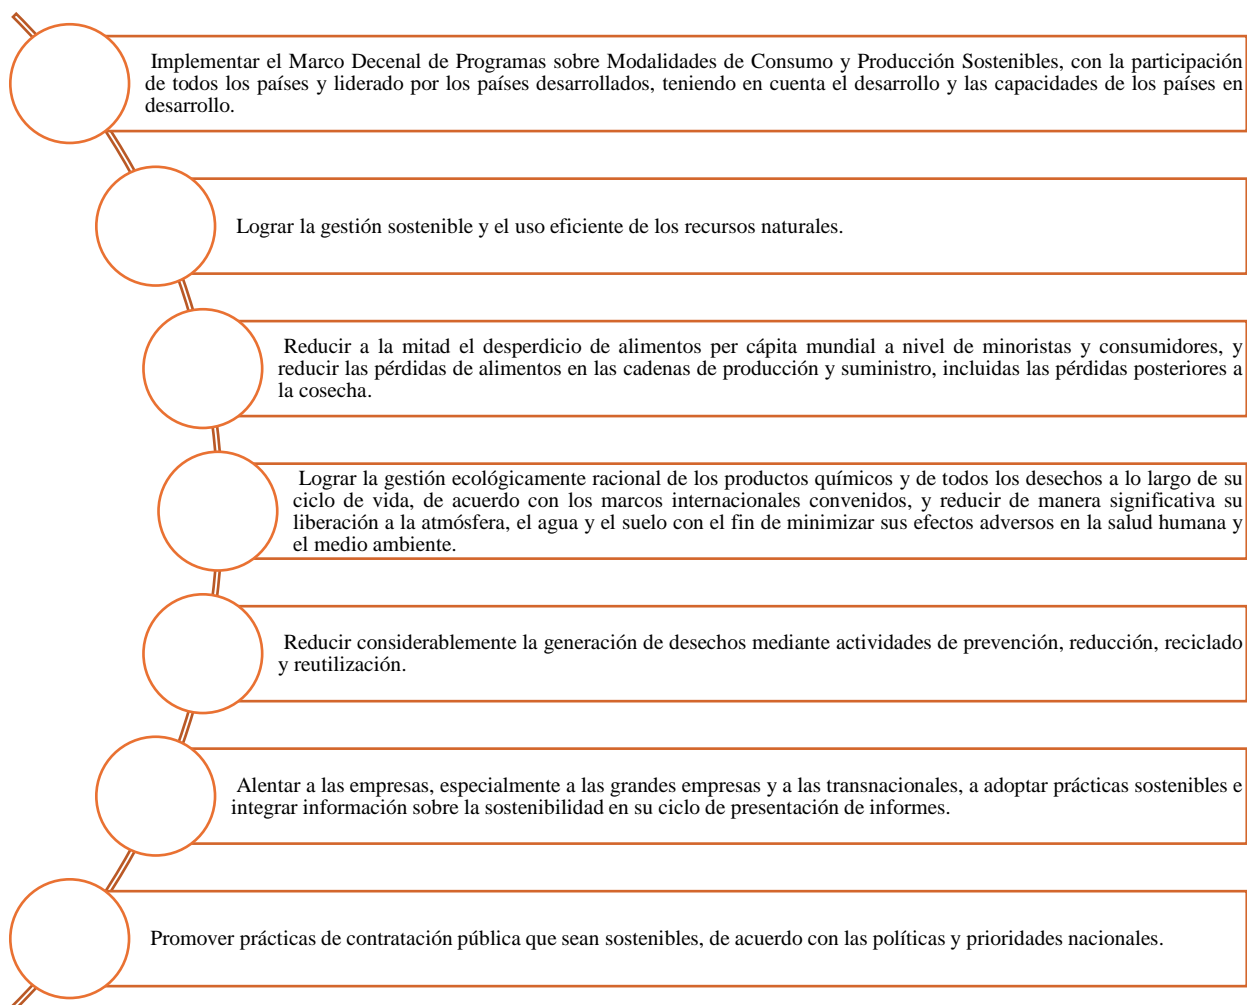 Implementar el Marco Decenal de Programas sobre Modalidades de Consumo y Producción Sostenibles, con la participación
de todos los países y liderado por los países desarrollados, teniendo en cuenta el desarrollo y las capacidades de los países en
desarrollo.
Lograr la gestión sostenible y el uso eficiente de los recursos naturales.
Reducir a la mitad el desperdicio de alimentos per cápita mundial a nivel de minoristas y consumidores, y
reducir las pérdidas de alimentos en las cadenas de producción y suministro, incluidas las pérdidas posteriores a
la cosecha.
Lograr la gestión ecológicamente racional de los productos químicos y de todos los desechos a lo largo de su
ciclo de vida, de acuerdo con los marcos internacionales convenidos, y reducir de manera significativa su
liberación a la atmósfera, el agua y el suelo con el fin de minimizar sus efectos adversos en la salud humana y
el medio ambiente.
Reducir considerablemente la generación de desechos mediante actividades de prevención, reducción, reciclado
y reutilización.
Alentar a las empresas, especialmente a las grandes empresas y a las transnacionales, a adoptar prácticas sostenibles e
integrar información sobre la sostenibilidad en su ciclo de presentación de informes.
Promover prácticas de contratación pública que sean sostenibles, de acuerdo con las políticas y prioridades nacionales.